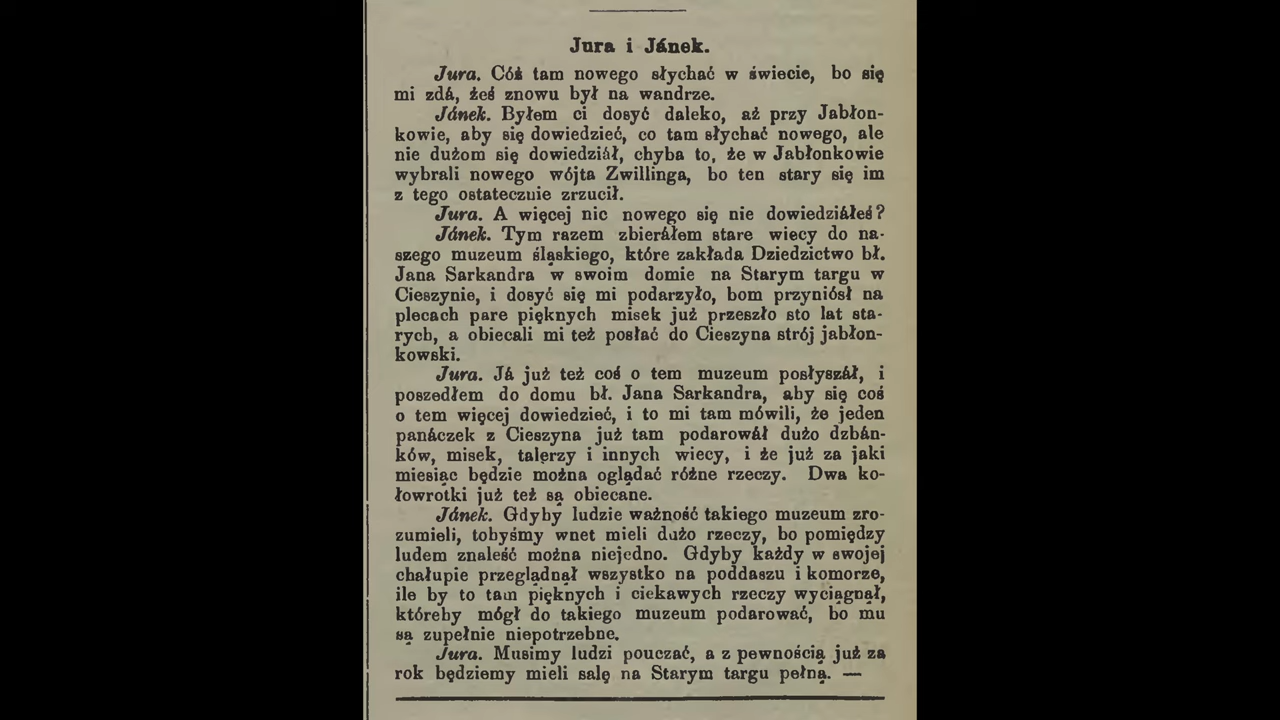 Jura i Jánek.
Jura. Cóż tam nowego słychać w świecie, bo się
mi zdá, żeś znowu był na wandrze.
Jánek. Byłem ci dosyć daleko, aż przy Jabłon-
kowie, aby się dowiedzieć, co tam słychać nowego, ale
nie dużom się dowiedziáł, chyba to, że w Jabłonkowie
wybrali nowego wójta Zwillinga, bo ten stary się im
z tego ostatecznie zrzucił.
Jura. A więcej nic nowego się nie dowiedziáłeś?
Jánek. Tym razem zbieráłem stare wiecy do na-
szego muzeum śląskiego, które zakłada Dziedzictwo bł.
Jana Sarkandra w swoim domie na Starym targu w
Cieszynie, i dosyć się mi podarzyło, bom przyniósł na
plecach pare pięknych misek już przeszło sto lat sta-
rych, a obiecali mi też posłać do Cieszyna strój jabłon-
kowski.
Jura. Já już też coś o tem muzeum posłyszáł, i
poszedłem do domu bł. Jana Sarkandra, aby się coś
o tem więcej dowiedzieć, i to mi tam mówili, że jeden
panáczek z Cieszyna już tam podarowáł dużo dzbán-
ków, misek, talerzy i innych wiecy, i że już za jaki
miesiąc będzie można oglądać różne rzeczy. Dwa ko-
łowrotki już też są obiecane.
Jánek. Gdyby ludzie ważność takiego muzeum zro-
zumieli, tobyśmy wnet mieli dużo rzeczy, bo pomiędzy
ludem znaleść można niejedno. Gdyby każdy w swojej
chałupie przeglądnął wszystko na poddaszu i komorze,
ile by to tam pięknych i ciekawych rzeczy wyciągnął,
któreby mógł do takiego muzeum podarować, bo mu
są zupełnie niepotrzebne.
Jura. Musimy ludzi pouczać, a z pewnością już za
rok będziemy mieli salę na Starym targu pełną. —